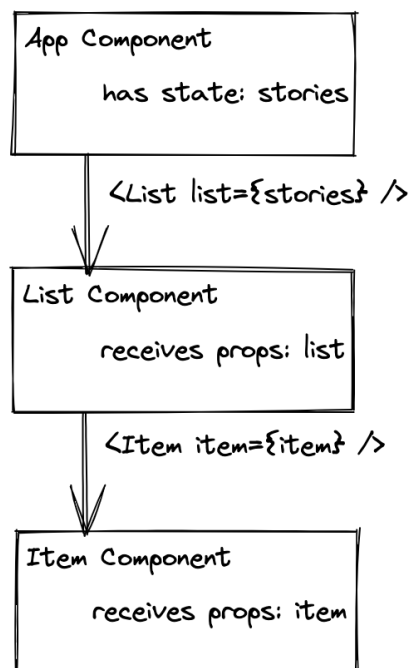 App Component
has state: stories
<List list={stories} />
List Component
receives props: list
<Item item={item} />
Item Component
receives props: item